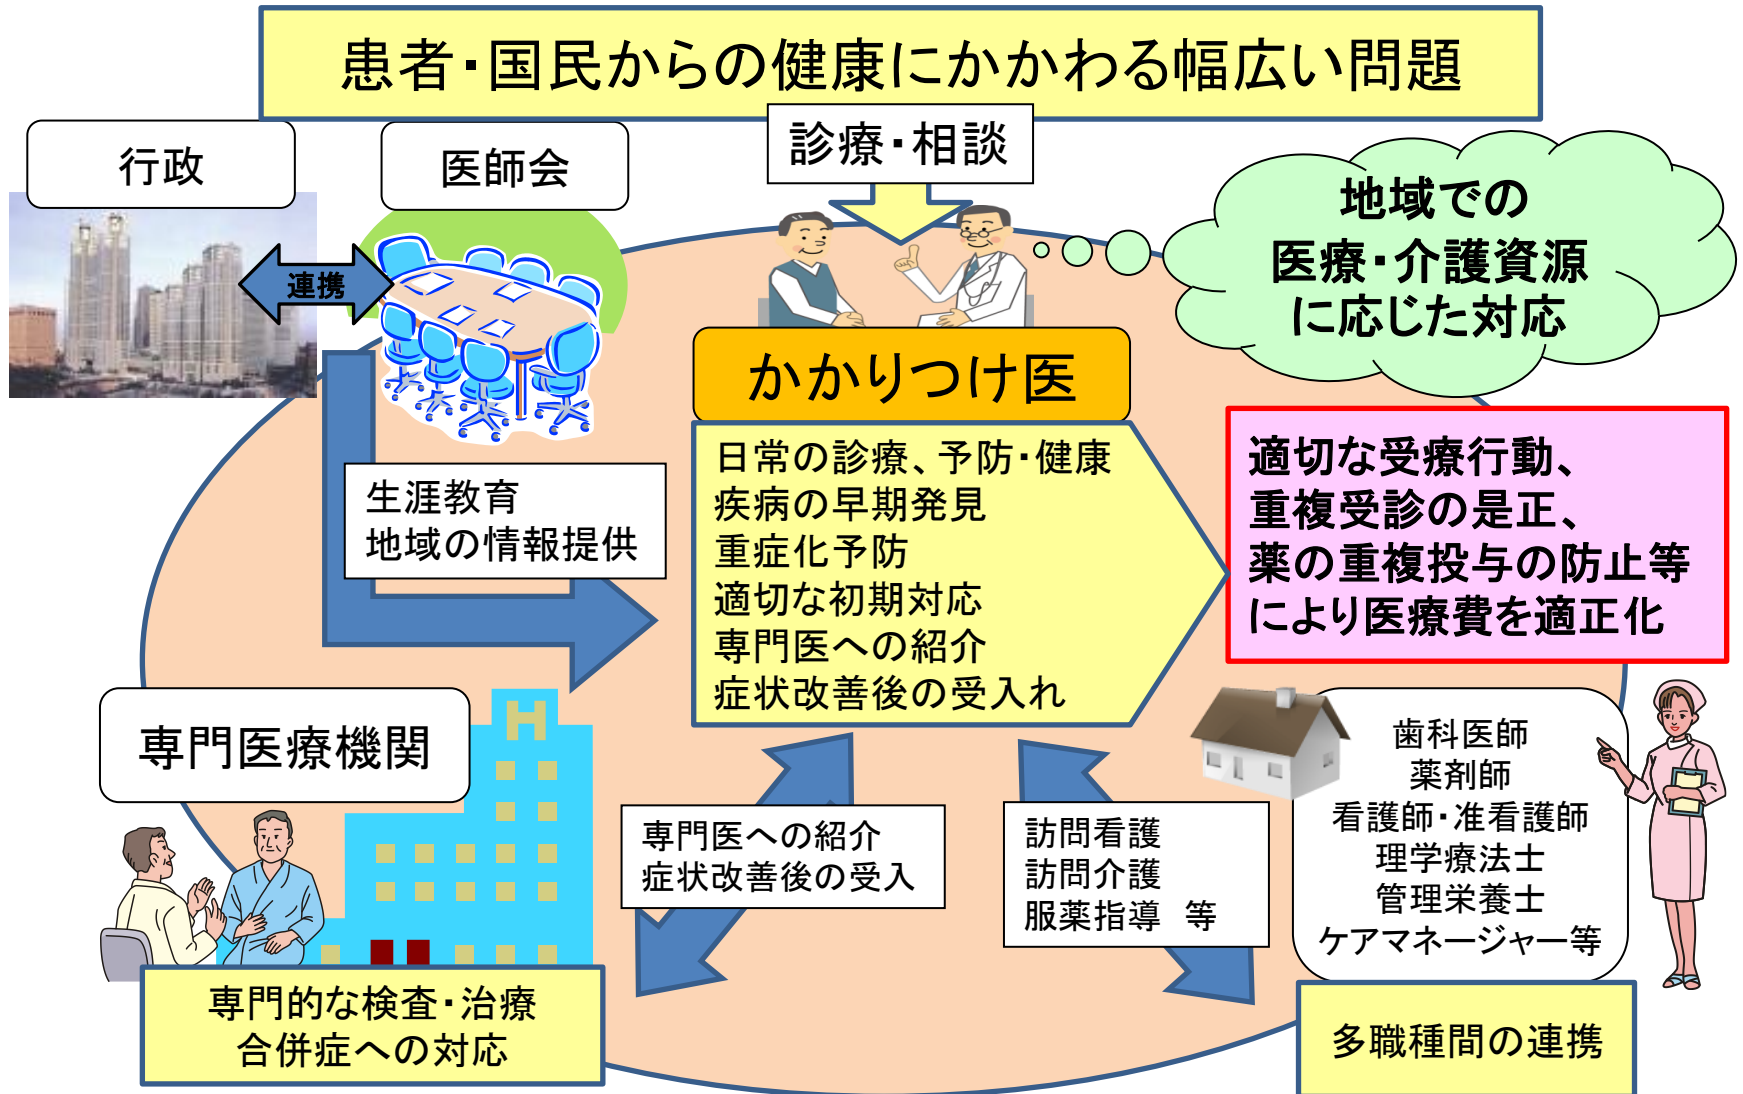 患者・国民からの健康にかかわる幅広い問題
診療・相談
行政
医師会
連携
地域での
医療・介護資源
に応じた対応
かかりつけ医
日常の診療、予防・健康
疾病の早期発見
重症化予防
適切な初期対応
専門医への紹介
症状改善後の受入れ
適切な受療行動、
重複受診の是正、
薬の重複投与の防止等
により医療費を適正化
生涯教育
地域の情報提供
専門医療機関
H
専門的な検査・治療
合併症への対応
専門医への紹介
症状改善後の受入
訪問看護
訪問介護
服薬指導　等
歯科医師
薬剤師
看護師・准看護師
理学療法士
管理栄養士
ケアマネージャー等
多職種間の連携